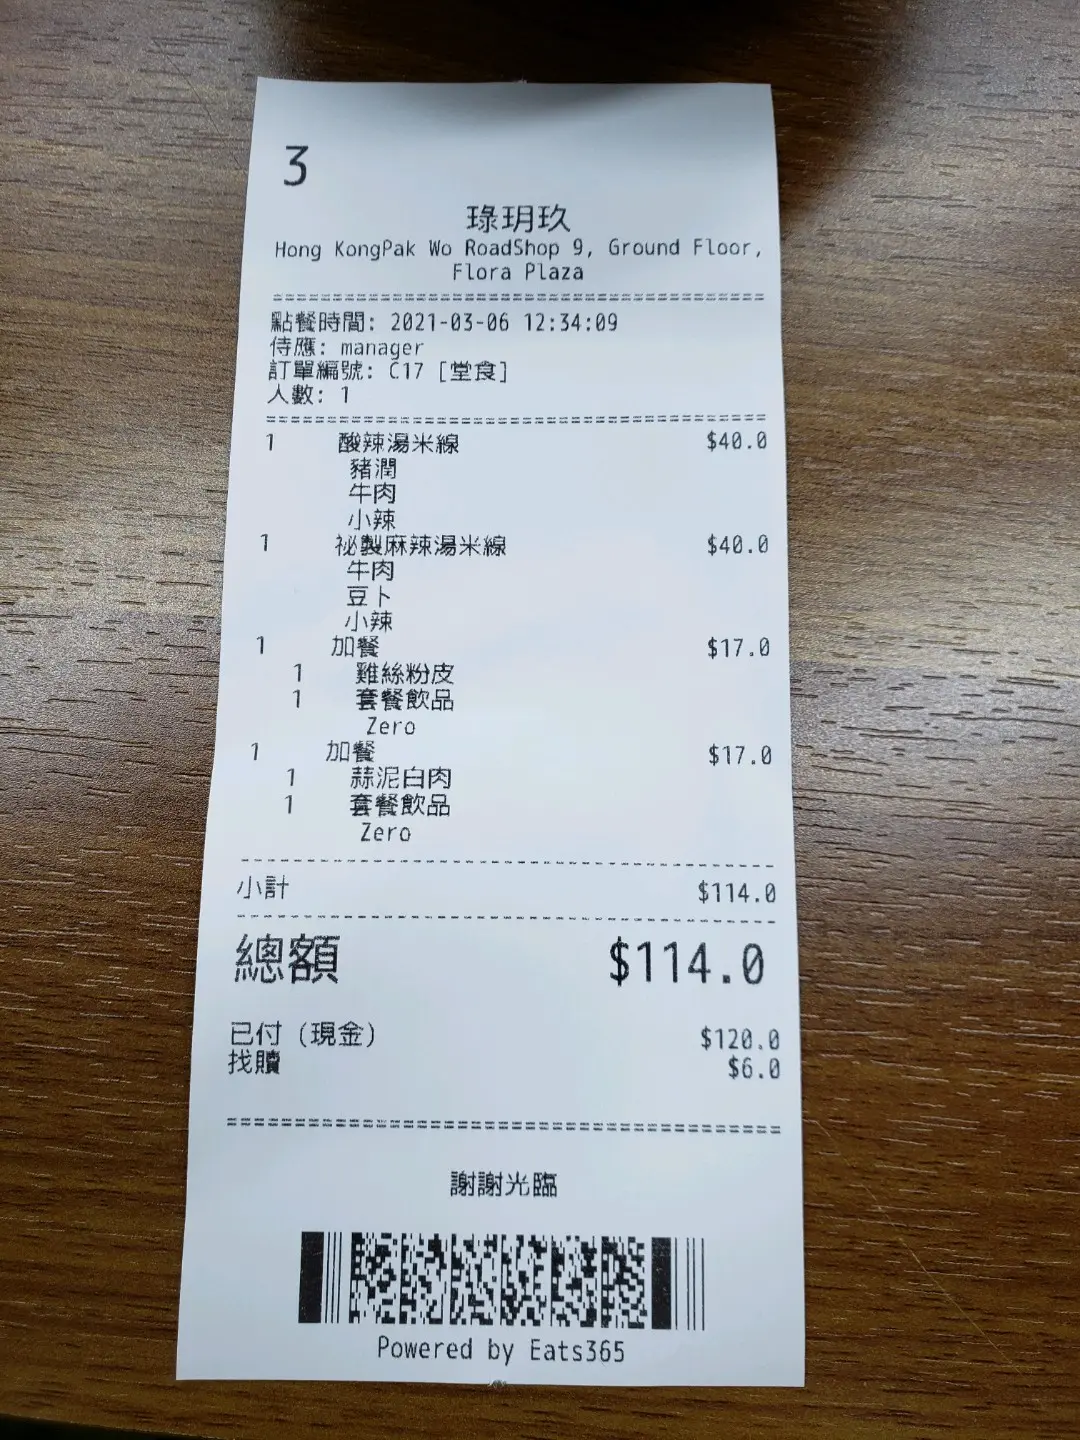 3
琭玥玖
Hong KongPak Wo RoadShop 9, Ground Floor,
Flora Plaza
點餐時間: 2021-03-06 12:34:09
侍應: manager
訂單編號: C17 [堂食]
人數: 1
1 酸辣湯米線 $40.0
豬潤
牛肉
小辣
1 祕製麻辣湯米線 $40.0
牛肉
豆卜
小辣
1 加餐 $17.0
1 雞絲粉皮
1 套餐飲品
Zero
1 加餐 $17.0
1 蒜泥白肉
1 套餐飲品
Zero
小計 $114.0
總額 $114.0
已付 (現金) $120.0
找贖 $6.0
謝謝光臨
Powered by Eats365